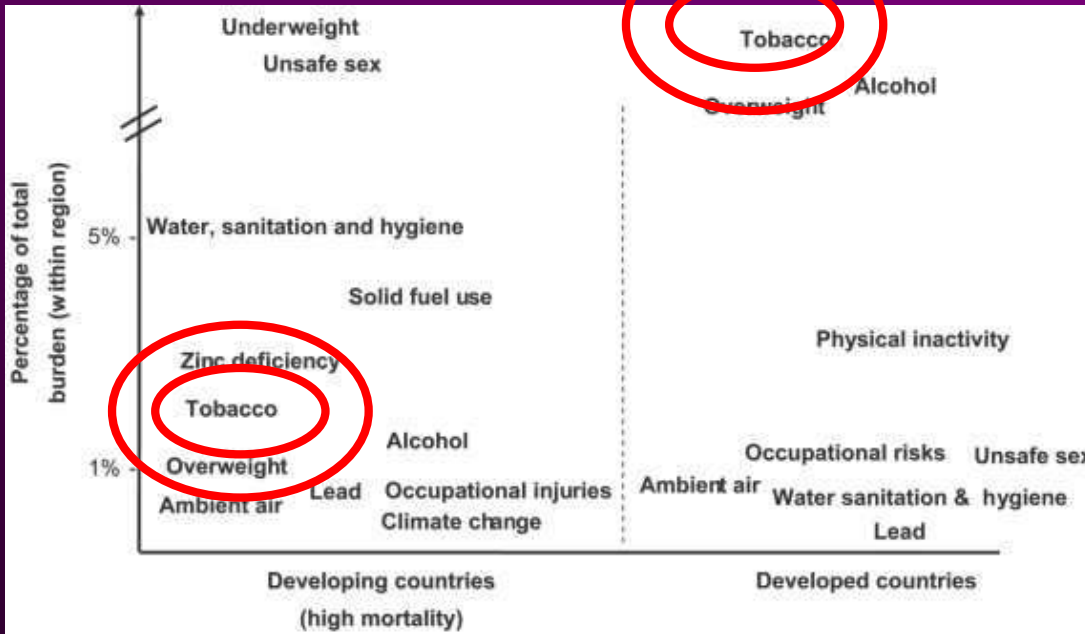 Percentage of total
burden (within region)
5%
1%
Underweight
Unsafe sex
Water, sanitation and hygiene
Solid fuel use
Zinc deficiency
Tobacco
Alcohol
Overweight
Lead
Occupational injuries
Ambient air
Climate change
Developing countries
(high mortality)
Tobacco
Alcohol
Overweight
Physical inactivity
Occupational risks
Unsafe sex
Ambient air
Water sanitation & hygiene
Lead
Developed countries